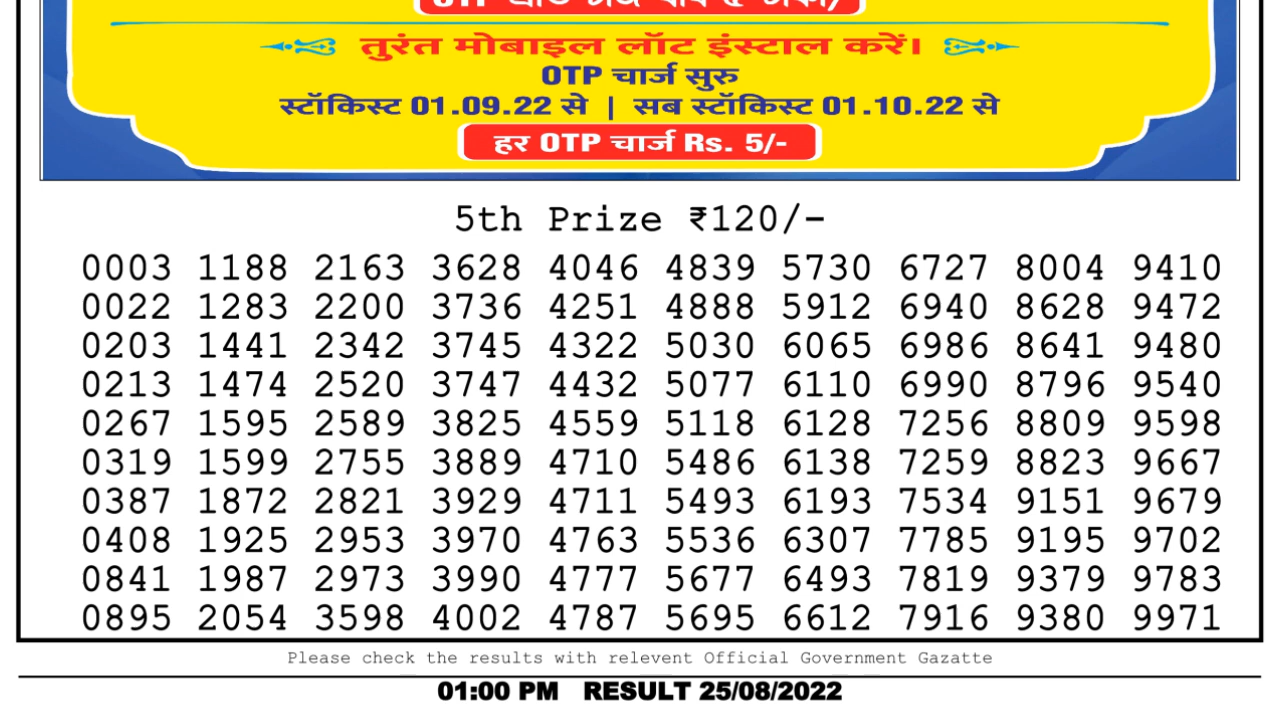 तुरंत मोबाइल लॉट इंस्टाल करें।
OTP चार्ज सुरु
स्टॉकिस्ट 01.09.22 से | सब स्टॉकिस्ट 01.10.22 से
हर OTP चार्ज Rs. 5/-
5th Prize ₹120/-
0003 1188 2163 3628 4046 4839 5730 6727 8004 9410
0022 1283 2200 3736 4251 4888 5912 6940 8628 9472
0203 1441 2342 3745 4322 5030 6065 6986 8641 9480
0213 1474 2520 3747 4432 5077 6110 6990 8796 9540
0267 1595 2589 3825 4559 5118 6128 7256 8809 9598
0319 1599 2755 3889 4710 5486 6138 7259 8823 9667
0387 1872 2821 3929 4711 5493 6193 7534 9151 9679
0408 1925 2953 3970 4763 5536 6307 7785 9195 9702
0841 1987 2973 3990 4777 5677 6493 7819 9379 9783
0895 2054 3598 4002 4787 5695 6612 7916 9380 9971
Please check the results with relevent Official Government Gazatte
01:00 PM RESULT 25/08/2022